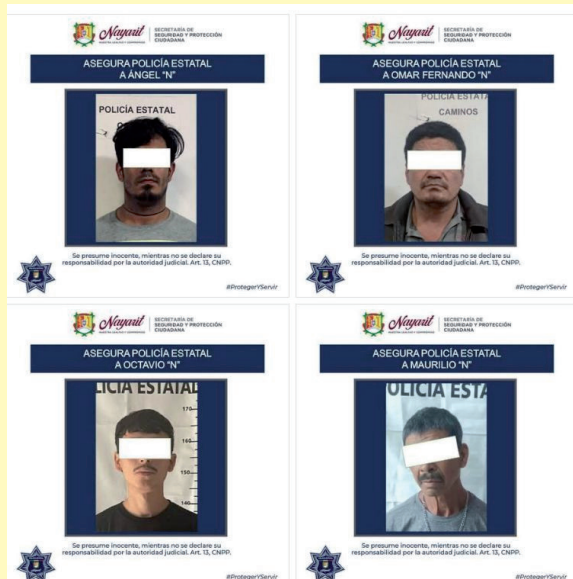 Nayarit
SECRETARÍA DE
SEGURIDAD Y PROTECCIÓN
CIUDADANA
ASEGURA POLICÍA ESTATAL
A ÁNGEL "N"
POLICÍA ESTATAL
Se presume inocente, mientras no se declare su
responsabilidad por la autoridad judicial. Art. 13, CNPP.
#ProtegerYServir
Nayarit
SECRETARÍA DE
SEGURIDAD Y PROTECCIÓN
CIUDADANA
ASEGURA POLICÍA ESTATAL
A OMAR FERNANDO "N"
POLICÍA ESTATAL
CAMINOS
Se presume inocente, mientras no se declare su
responsabilidad por la autoridad judicial. Art. 13, CNPP.
#ProtegerYServir
Nayarit
SECRETARÍA DE
SEGURIDAD Y PROTECCIÓN
CIUDADANA
ASEGURA POLICÍA ESTATAL
A OCTAVIO "N"
LICÍA ESTATAL
170
160
150
140
Se presume inocente, mientras no se declare su
responsabilidad por la autoridad judicial. Art. 13, CNPP.
#ProtegerYServir
Nayarit
SECRETARÍA DE
SEGURIDAD Y PROTECCIÓN
CIUDADANA
ASEGURA POLICÍA ESTATAL
A MAURILIO "N"
OLICÍA ESTA
Se presume inocente, mientras no se declare su
responsabilidad por la autoridad judicial. Art. 13, CNPP.
#ProtegerYServir